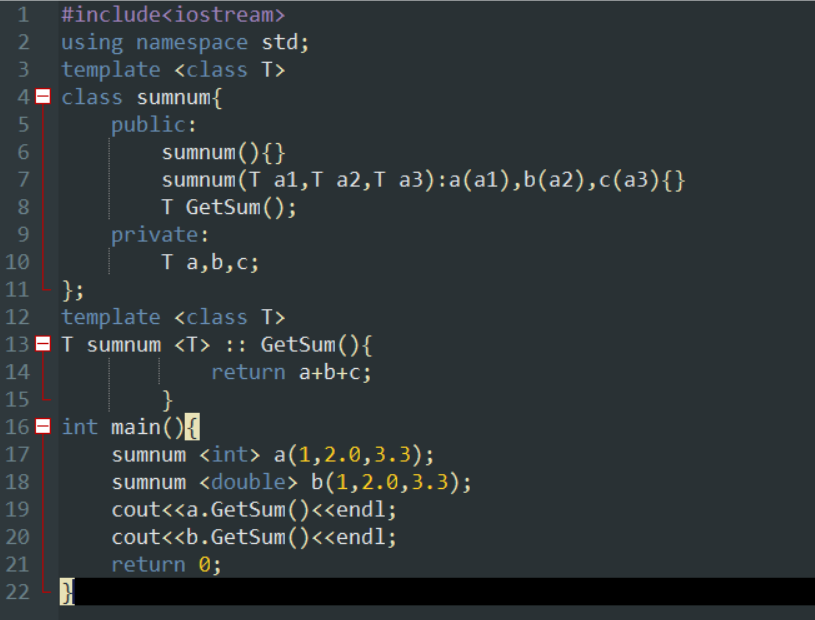 1 #include<iostream>
2 using namespace std;
3 template <class T>
4 class sumnum{
5     public:
6         sumnum(){}
7         sumnum(T a1,T a2,T a3):a(a1),b(a2),c(a3){}
8         T GetSum();
9     private:
10         T a,b,c;
11 };
12 template <class T>
13 T sumnum <T> :: GetSum(){
14             return a+b+c;
15         }
16 int main(){
17     sumnum <int> a(1,2.0,3.3);
18     sumnum <double> b(1,2.0,3.3);
19     cout<<a.GetSum()<<endl;
20     cout<<b.GetSum()<<endl;
21     return 0;
22 }